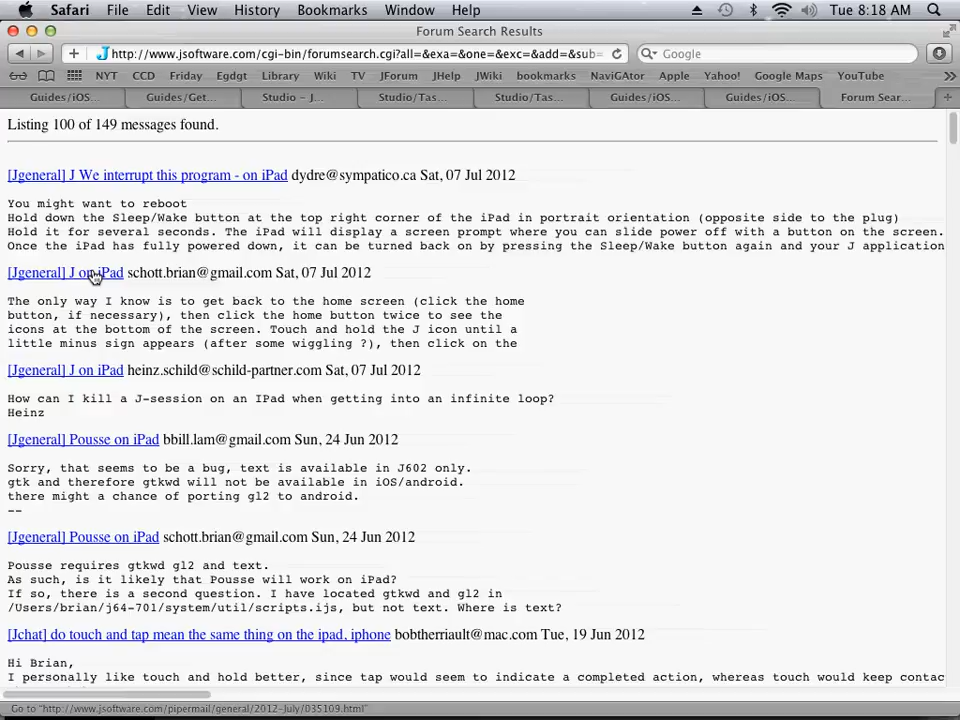 Safari File Edit View History Bookmarks Window Help Tue 8:18 AM
Forum Search Results
http://www.jsoftware.com/cgi-bin/forumsearch.cgi?all=&exa=&one=&exc=&add=&sub= Google
NYT CCD Friday Egdgt Library Wiki TV JForum JHelp JWiki bookmarks NaviGAtor Apple Yahoo! Google Maps YouTube
Guides/iOS... Guides/Get... Studio – J... Studio/Tas... Studio/Tas... Guides/iOS... Guides/iOS... Forum Sear...
Listing 100 of 149 messages found.
[Jgeneral] J We interrupt this program - on iPad dydre@sympatico.ca Sat, 07 Jul 2012
You might want to reboot
Hold down the Sleep/Wake button at the top right corner of the iPad in portrait orientation (opposite side to the plug)
Hold it for several seconds. The iPad will display a screen prompt where you can slide power off with a button on the screen.
Once the iPad has fully powered down, it can be turned back on by pressing the Sleep/Wake button again and your J application
[Jgeneral] J on iPad schott.brian@gmail.com Sat, 07 Jul 2012
The only way I know is to get back to the home screen (click the home
button, if necessary), then click the home button twice to see the
icons at the bottom of the screen. Touch and hold the J icon until a
little minus sign appears (after some wiggling ?), then click on the
[Jgeneral] J on iPad heinz.schild@schild-partner.com Sat, 07 Jul 2012
How can I kill a J-session on an IPad when getting into an infinite loop?
Heinz
[Jgeneral] Pousse on iPad bbill.lam@gmail.com Sun, 24 Jun 2012
Sorry, that seems to be a bug, text is available in J602 only.
gtk and therefore gtkwd will not be available in iOS/android.
there might a chance of porting gl2 to android.
--
[Jgeneral] Pousse on iPad schott.brian@gmail.com Sun, 24 Jun 2012
Pousse requires gtkwd gl2 and text.
As such, is it likely that Pousse will work on iPad?
If so, there is a second question. I have located gtkwd and gl2 in
/Users/brian/j64-701/system/util/scripts.ijs, but not text. Where is text?
[Jchat] do touch and tap mean the same thing on the ipad, iphone bobtherriault@mac.com Tue, 19 Jun 2012
Hi Brian,
I personally like touch and hold better, since tap would seem to indicate a completed action, whereas touch would keep contac
Go to "http://www.jsoftware.com/pipermail/general/2012-July/035109.html"